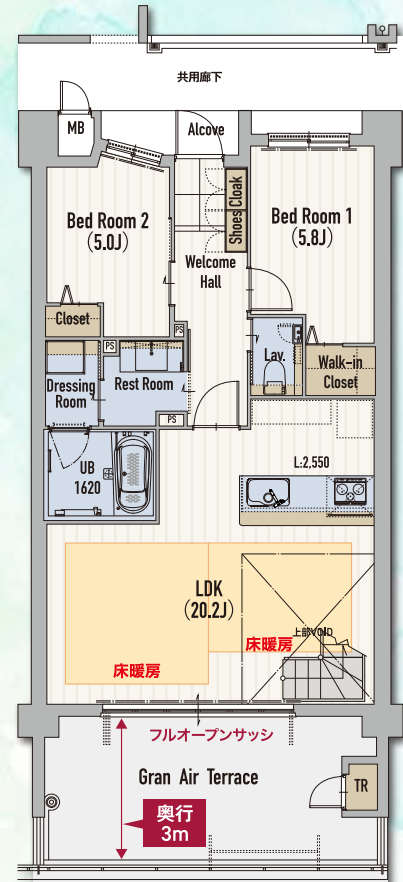 共用廊下
MB
Alcove
Shoes Cloak
Bed Room 2
(5.0J)
Bed Room 1
(5.8J)
Welcome
Hall
Closet
PS
PS
Lav.
Walk-in
Closet
Dressing
Room
Rest Room
PS
UB
1620
L:2,550
LDK
(20.2J)
上部VOID
床暖房
床暖房
フルオープンサッシ
Gran Air Terrace
TR
奥行
3m